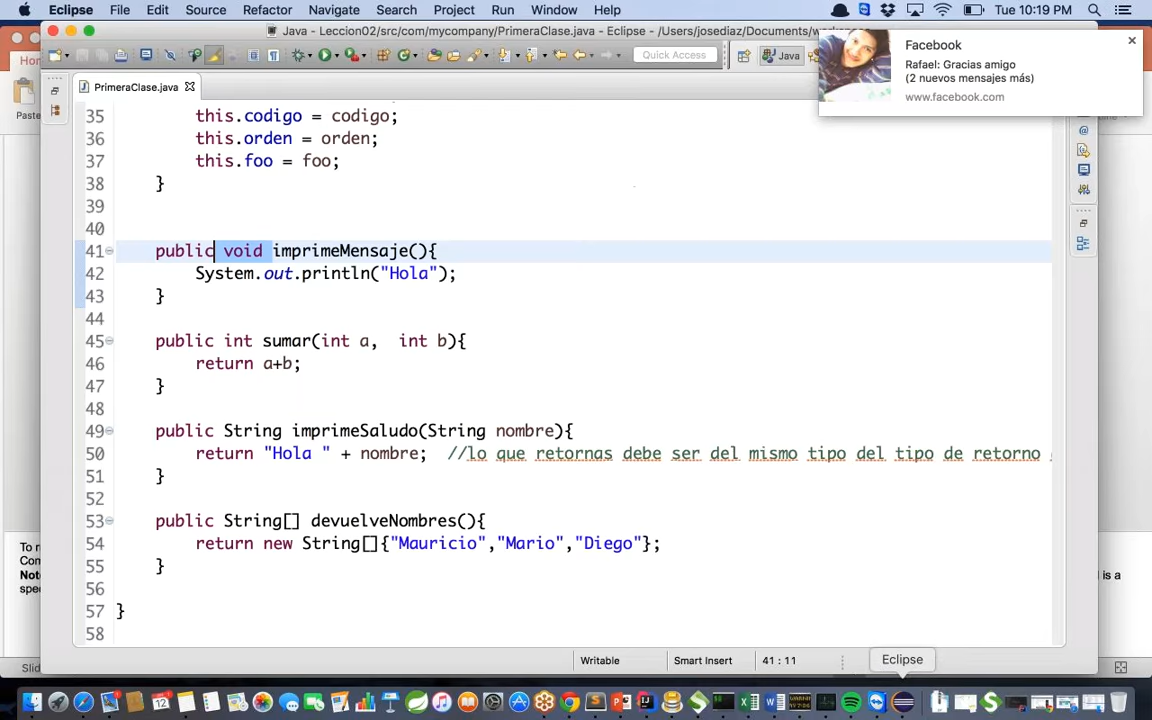 Eclipse File Edit Source Refactor Navigate Search Project Run Window Help Tue 10:19 PM
Java - Leccion02/src/com/mycompany/PrimeraClase.java - Eclipse - /Users/josediaz/Documents/
Quick Access Java
Facebook
Rafael: Gracias amigo
(2 nuevos mensajes más)
www.facebook.com
Paste
PrimeraClase.java
35 this.codigo = codigo;
36 this.orden = orden;
37 this.foo = foo;
38 }
39
40
41 public void imprimeMensaje(){
42 System.out.println("Hola");
43 }
44
45 public int sumar(int a, int b){
46 return a+b;
47 }
48
49 public String imprimeSaludo(String nombre){
50 return "Hola " + nombre; //lo que retornas debe ser del mismo tipo del tipo de retorno
51 }
52
53 public String[] devuelveNombres(){
54 return new String[]{"Mauricio","Mario","Diego"};
55 }
56
57 }
58
Writable Smart Insert 41 : 11
Eclipse